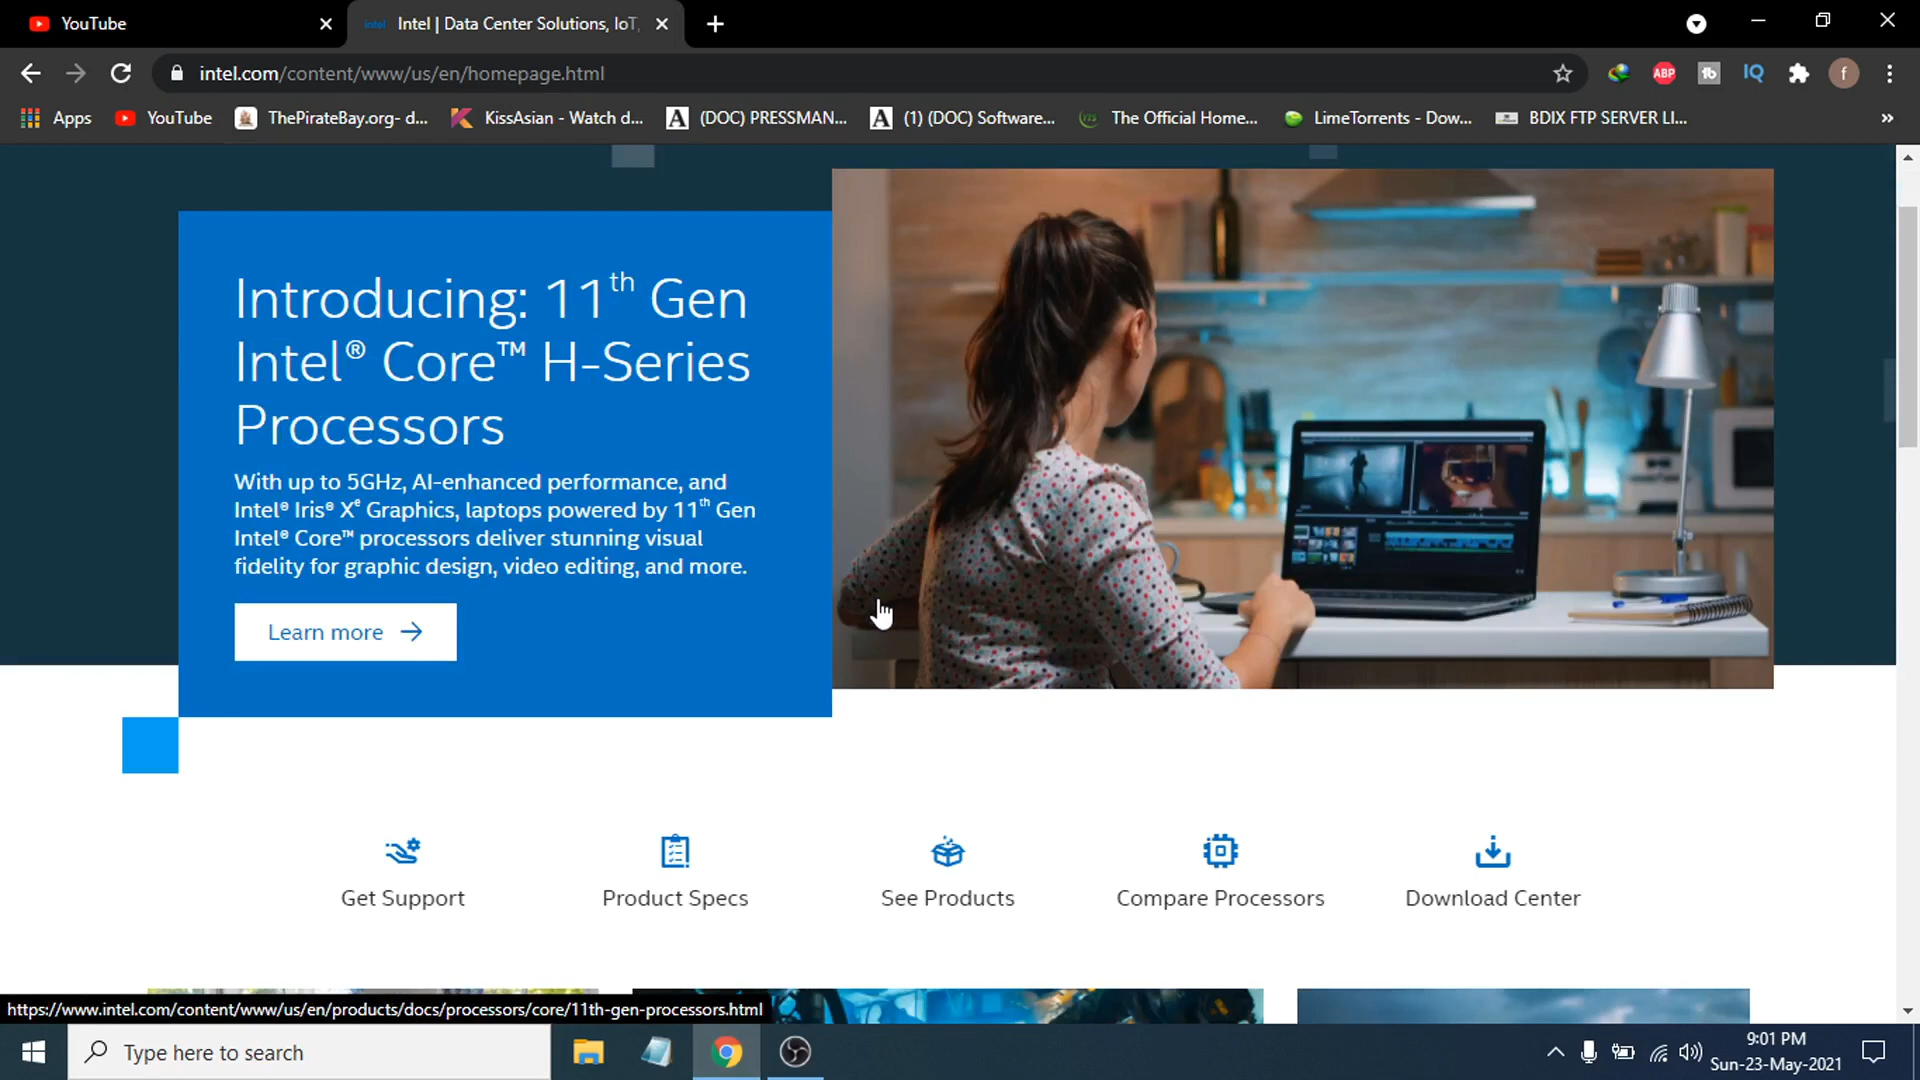 YouTube
intel Intel | Data Center Solutions, IoT,
intel.com/content/www/us/en/homepage.html
ABP
tb
IQ
f
Apps
YouTube
ThePirateBay.org- d...
KissAsian - Watch d...
A (DOC) PRESSMAN...
A (1) (DOC) Software...
The Official Home...
LimeTorrents - Dow...
BDIX FTP SERVER LI...
»
Introducing: 11th Gen
Intel® Core™ H-Series
Processors
With up to 5GHz, AI-enhanced performance, and
Intel® Iris® Xe Graphics, laptops powered by 11th Gen
Intel® Core™ processors deliver stunning visual
fidelity for graphic design, video editing, and more.
Learn more →
Get Support
Product Specs
See Products
Compare Processors
Download Center
https://www.intel.com/content/www/us/en/products/docs/processors/core/11th-gen-processors.html
Type here to search
9:01 PM
Sun-23-May-2021